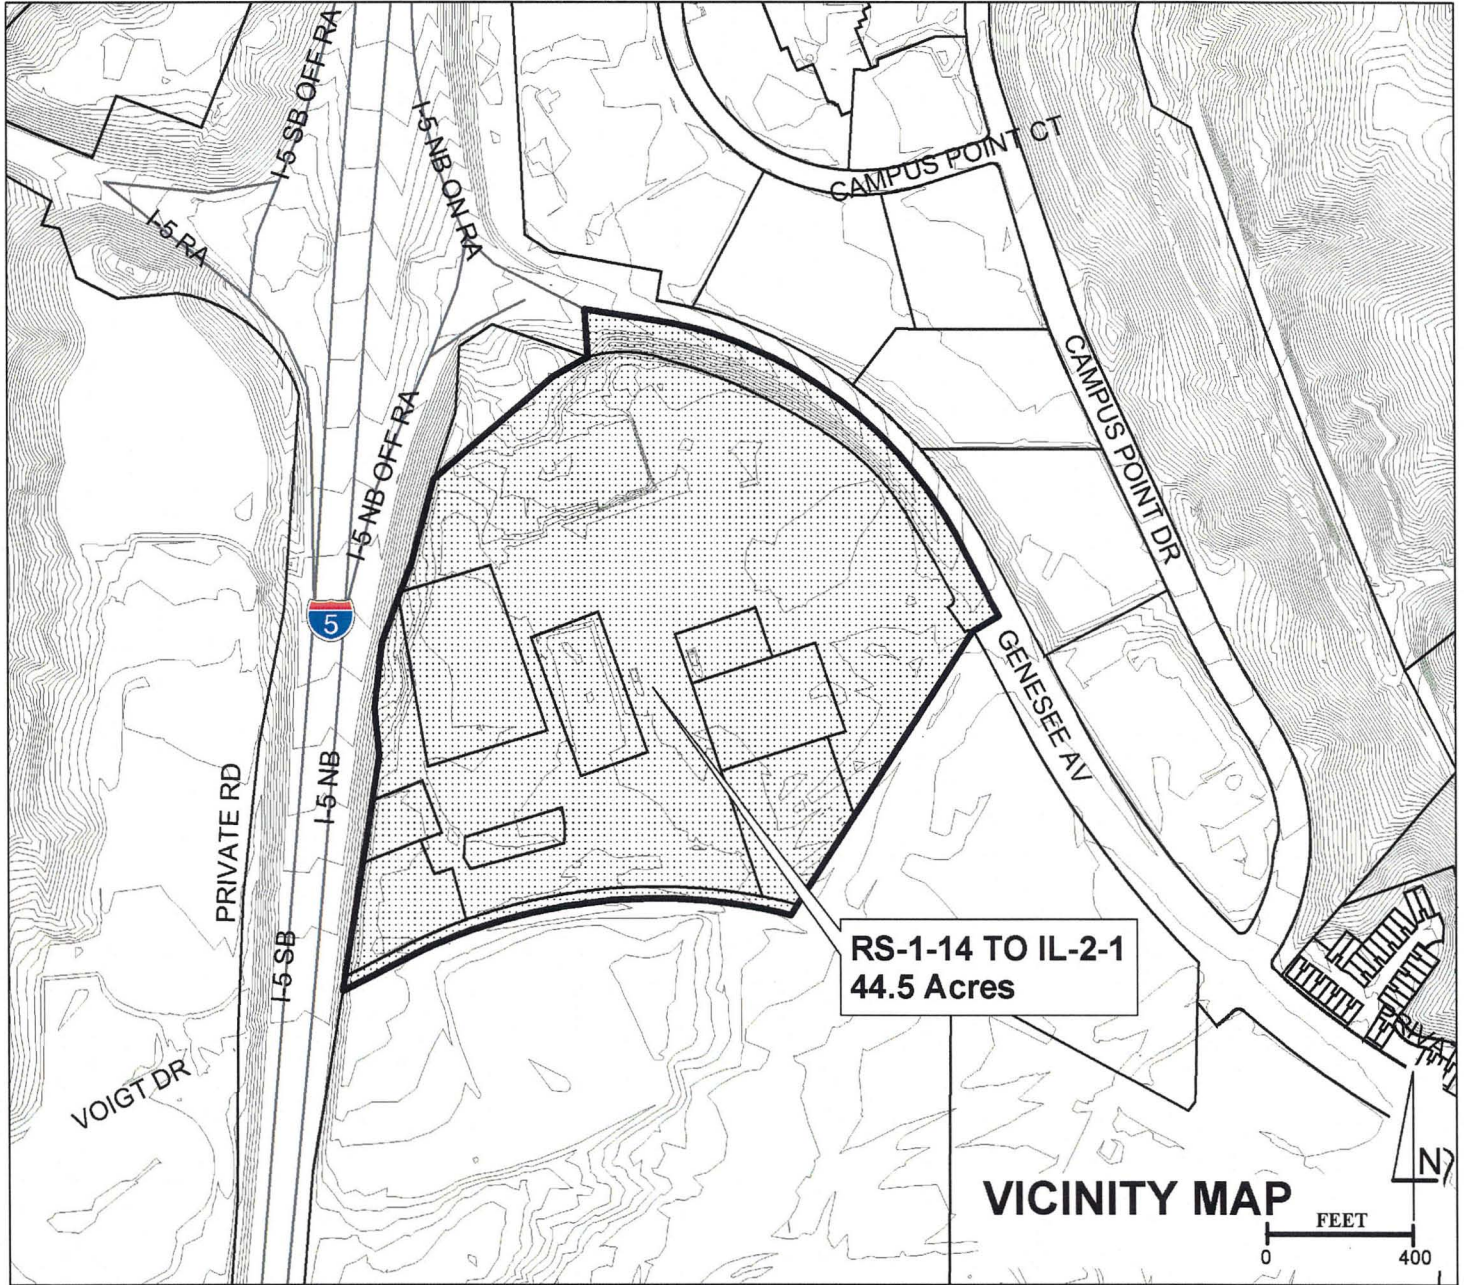 I-5 SB OFF RA
I-5 NB ON RA
I-5 RA
CAMPUS POINT CT
CAMPUS POINT DR
I-5 NB OFF RA
5
GENESEE AV
PRIVATE RD
I-5 NB
I-5 SB
RS-1-14 TO IL-2-1
44.5 Acres
VOIGT DR
N
VICINITY MAP
FEET
0 400